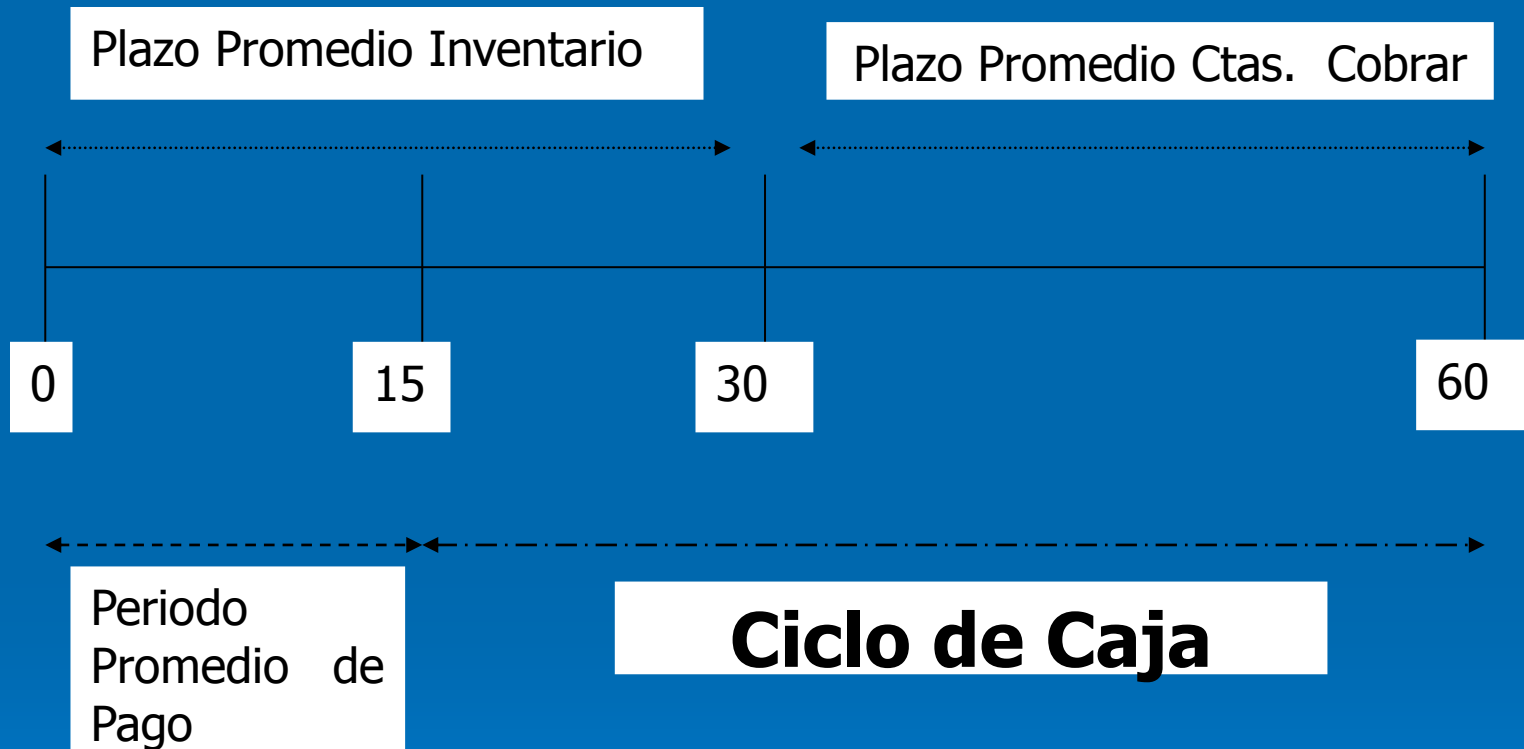 Plazo Promedio Inventario
Plazo Promedio Ctas. Cobrar
0
15
30
60
Periodo
Promedio de
Pago
Ciclo de Caja